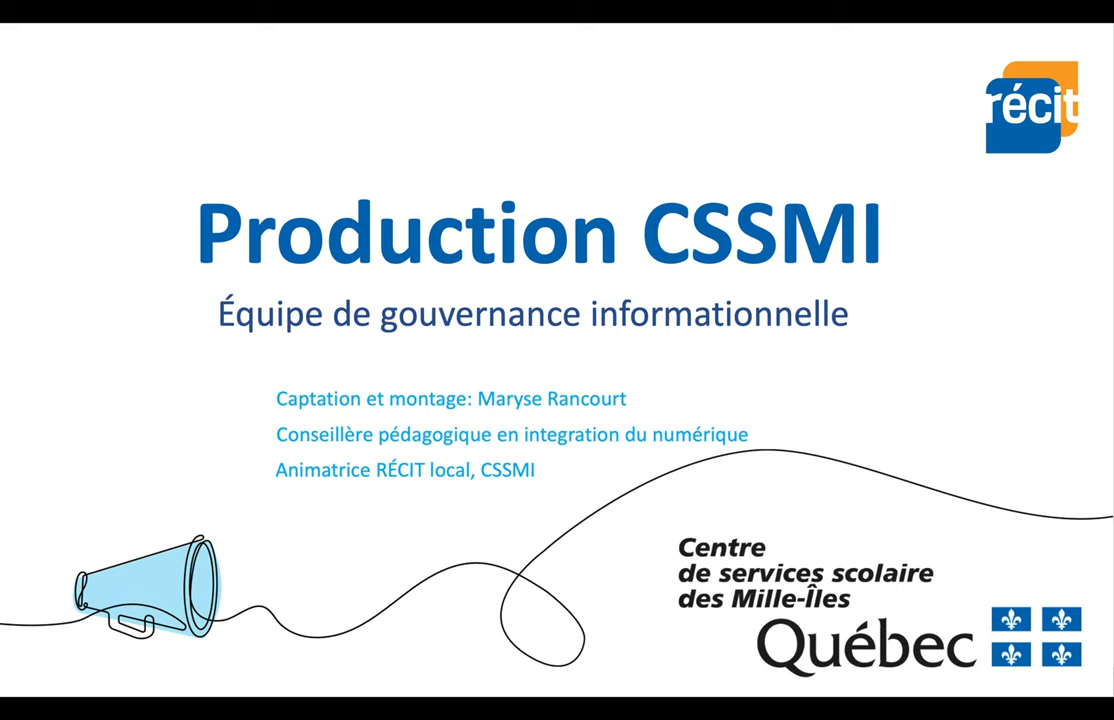 récit
Production CSSMI
Équipe de gouvernance informationnelle
Captation et montage: Maryse Rancourt
Conseillère pédagogique en integration du numérique
Animatrice RÉCIT local, CSSMI
Centre
de services scolaire
des Mille-Îles
Québec